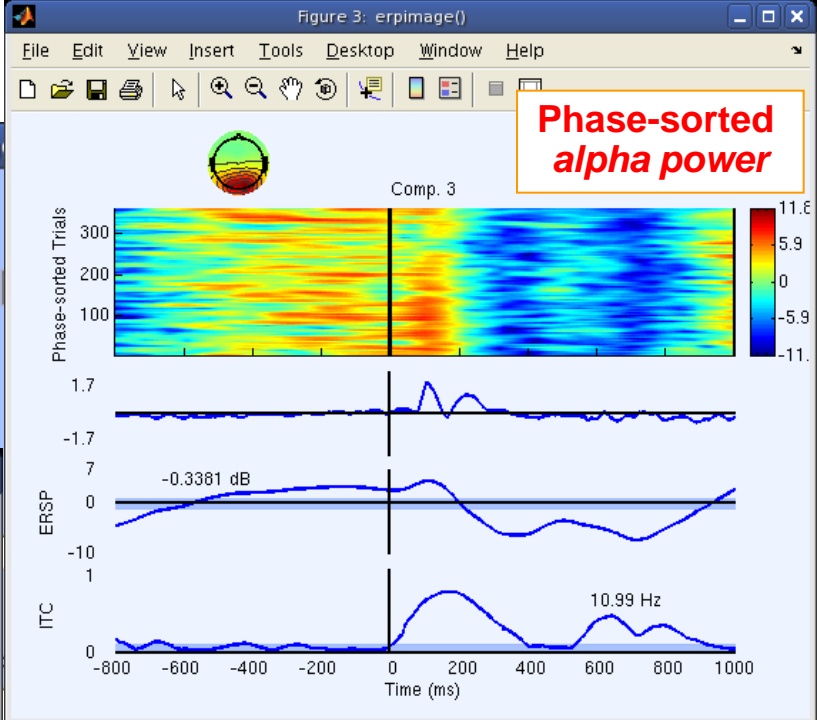 Figure 3: erpimage()
File Edit View Insert Tools Desktop Window Help
Phase-sorted
alpha power
Comp. 3
Phase-sorted Trials
300
200
100
11.
5.9
0
-5.9
-11.
1.7
-1.7
ERSP
7
0
-10
-0.3381 dB
ITC
1
0
10.99 Hz
-800 -600 -400 -200 0 200 400 600 800 1000
Time (ms)